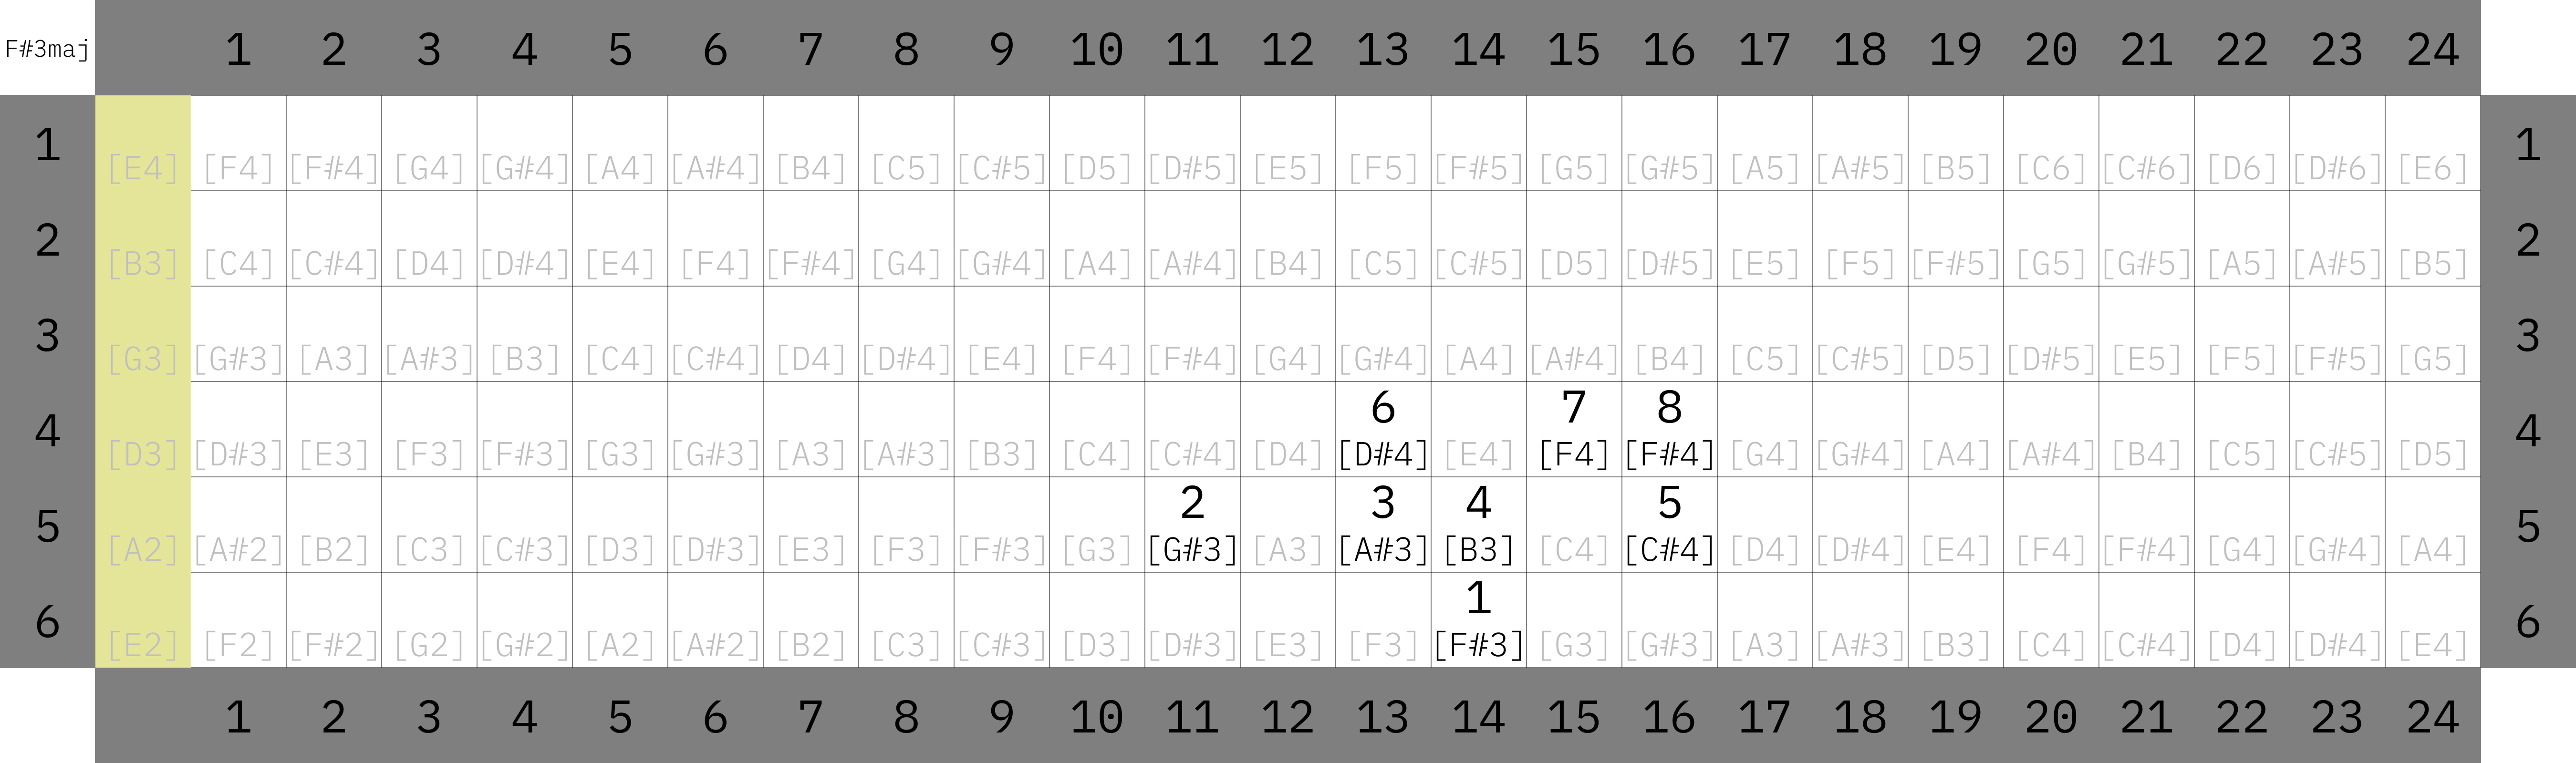 F#3maj 1 2 3 4 5 6 7 8 9 10 11 12 13 14 15 16 17 18 19 20 21 22 23 24
1 1
[E4] [F4] [F#4] [G4] [G#4] [A4] [A#4] [B4] [C5] [C#5] [D5] [D#5] [E5] [F5] [F#5] [G5] [G#5] [A5] [A#5] [B5] [C6] [C#6] [D6] [D#6] [E6]
2 2
[B3] [C4] [C#4] [D4] [D#4] [E4] [F4] [F#4] [G4] [G#4] [A4] [A#4] [B4] [C5] [C#5] [D5] [D#5] [E5] [F5] [F#5] [G5] [G#5] [A5] [A#5] [B5]
3 3
[G3] [G#3] [A3] [A#3] [B3] [C4] [C#4] [D4] [D#4] [E4] [F4] [F#4] [G4] [G#4] [A4] [A#4] [B4] [C5] [C#5] [D5] [D#5] [E5] [F5] [F#5] [G5]
4 6 7 8 4
[D3] [D#3] [E3] [F3] [F#3] [G3] [G#3] [A3] [A#3] [B3] [C4] [C#4] [D4] [D#4] [E4] [F4] [F#4] [G4] [G#4] [A4] [A#4] [B4] [C5] [C#5] [D5]
5 2 3 4 5 5
[A2] [A#2] [B2] [C3] [C#3] [D3] [D#3] [E3] [F3] [F#3] [G3] [G#3] [A3] [A#3] [B3] [C4] [C#4] [D4] [D#4] [E4] [F4] [F#4] [G4] [G#4] [A4]
6 1 6
[E2] [F2] [F#2] [G2] [G#2] [A2] [A#2] [B2] [C3] [C#3] [D3] [D#3] [E3] [F3] [F#3] [G3] [G#3] [A3] [A#3] [B3] [C4] [C#4] [D4] [D#4] [E4]
1 2 3 4 5 6 7 8 9 10 11 12 13 14 15 16 17 18 19 20 21 22 23 24